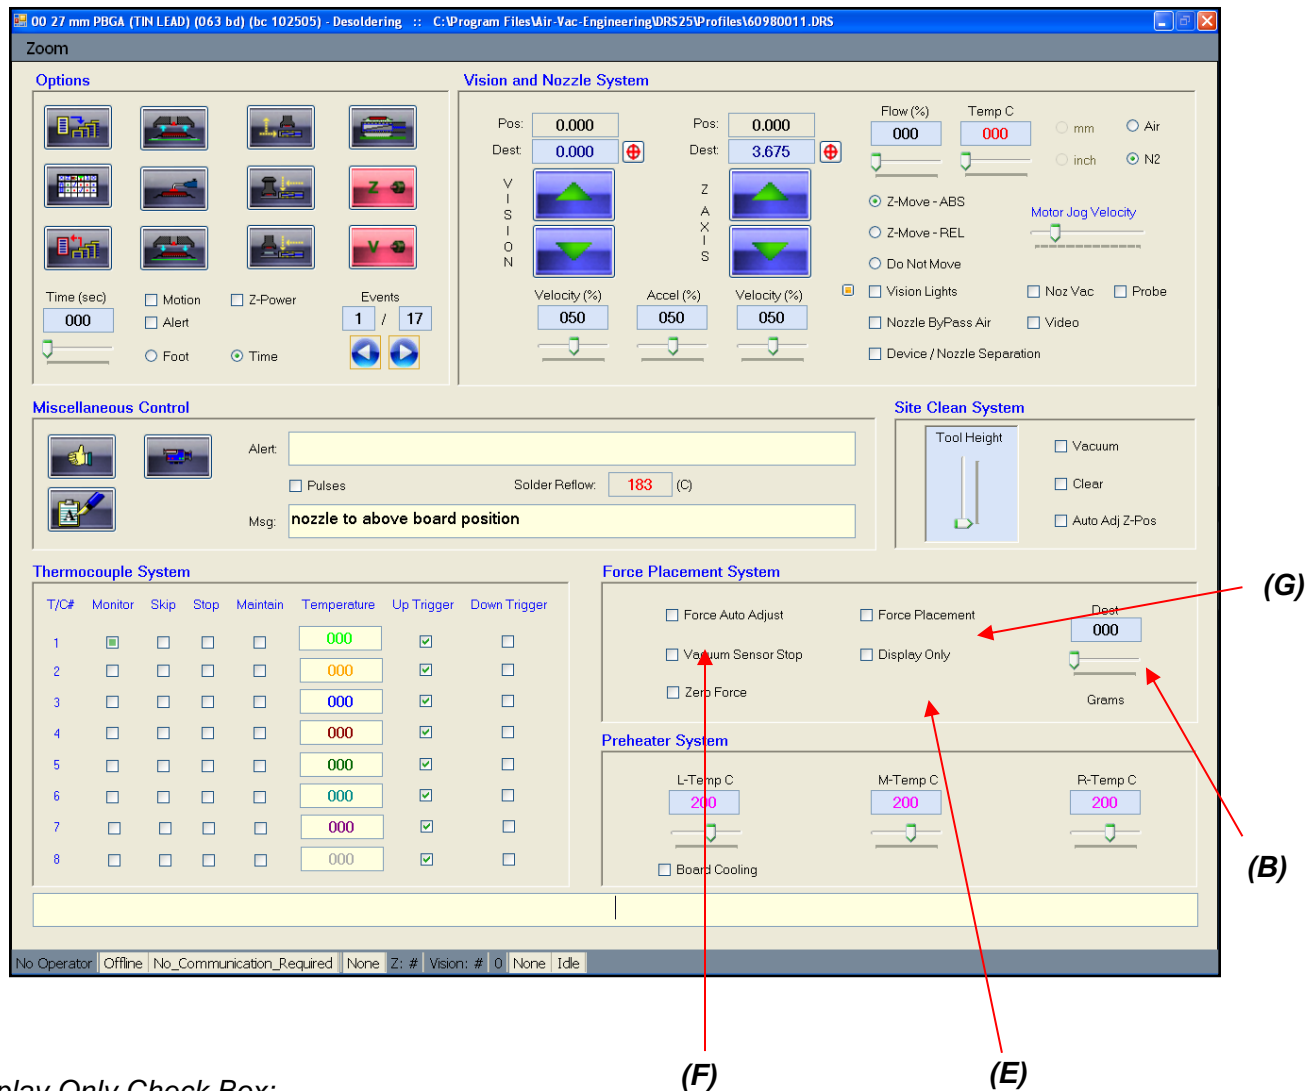 00 27 mm PBGA (TIN LEAD) (063 bd) (bc 102505) - Desoldering :: C:\Program Files\Air-Vac-Engineering\DRS25\Profiles\60980011.DRS
Zoom
Options
Time (sec)
000
Motion
Z-Power
Alert
Foot
Time
Events
1 / 17
Z
V
Vision and Nozzle System
Pos: 0.000
Dest: 0.000
VISION
Pos: 0.000
Dest: 3.675
Z AXIS
Velocity (%)
050
Accel (%)
050
Velocity (%)
050
Flow (%)
000
Temp C
000
mm
inch
Air
N2
Z-Move - ABS
Z-Move - REL
Do Not Move
Motor Jog Velocity
Vision Lights
Noz Vac
Probe
Nozzle ByPass Air
Video
Device / Nozzle Separation
Miscellaneous Control
Alert:
Pulses
Solder Reflow: 183 (C)
Msg: nozzle to above board position
Site Clean System
Tool Height
Vacuum
Clear
Auto Adj Z-Pos
Thermocouple System
T/C# Monitor Skip Stop Maintain Temperature Up Trigger Down Trigger
1 000
2 000
3 000
4 000
5 000
6 000
7 000
8 000
Force Placement System
Force Auto Adjust
Force Placement
Vacuum Sensor Stop
Display Only
Zero Force
Dest
000
Grams
(G)
Preheater System
L-Temp C
200
M-Temp C
200
R-Temp C
200
Board Cooling
(B)
No Operator Offline No_Communication_Required None Z: # Vision: # 0 None Idle
(F)
(E)
play Only Check Box: